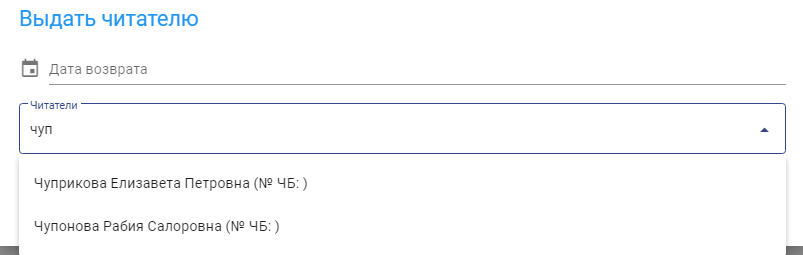 Выдать читателю
Дата возврата
Читатели
чуп
Чуприкова Елизавета Петровна (№ ЧБ: )
Чупонова Рабия Салоровна (№ ЧБ: )